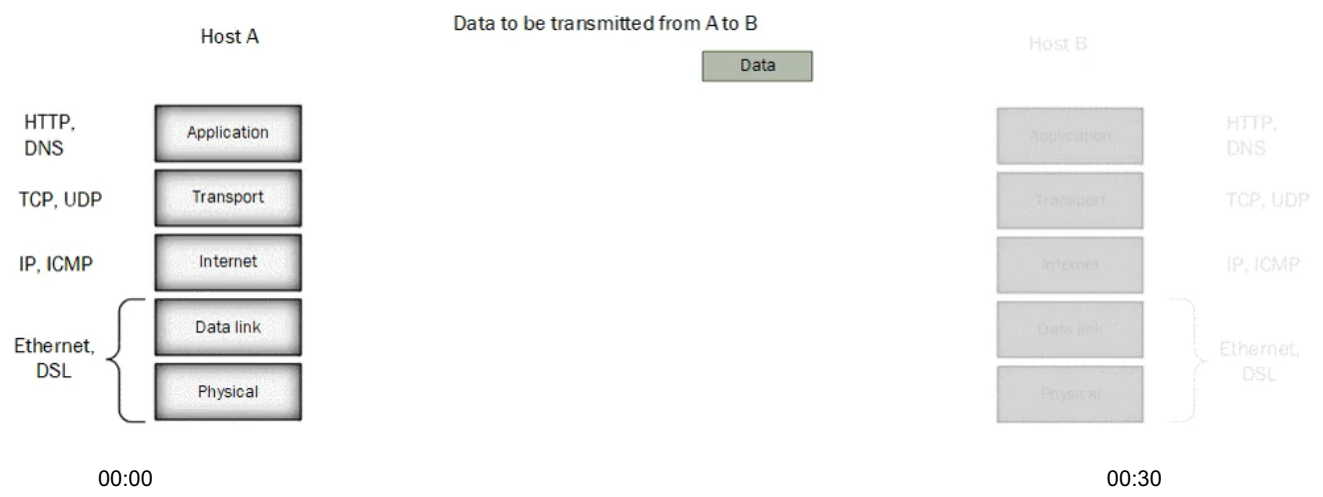 Data to be transmitted from A to B
Host A
Host B
Data
HTTP,
DNS
Application
Application
HTTP,
DNS
TCP, UDP
Transport
Transport
TCP, UDP
IP, ICMP
Internet
Internet
IP, ICMP
Data link
Data link
Ethernet,
DSL
Ethernet,
DSL
Physical
Physical
00:00
00:30